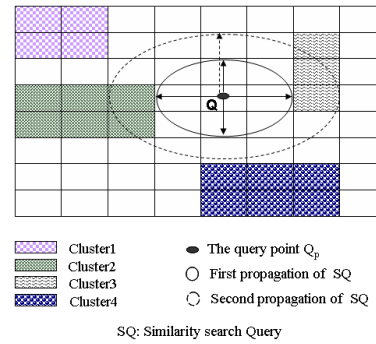 Q
Cluster1
Cluster2
Cluster3
Cluster4
The query point Qp
First propagation of SQ
Second propagation of SQ
SQ: Similarity search Query